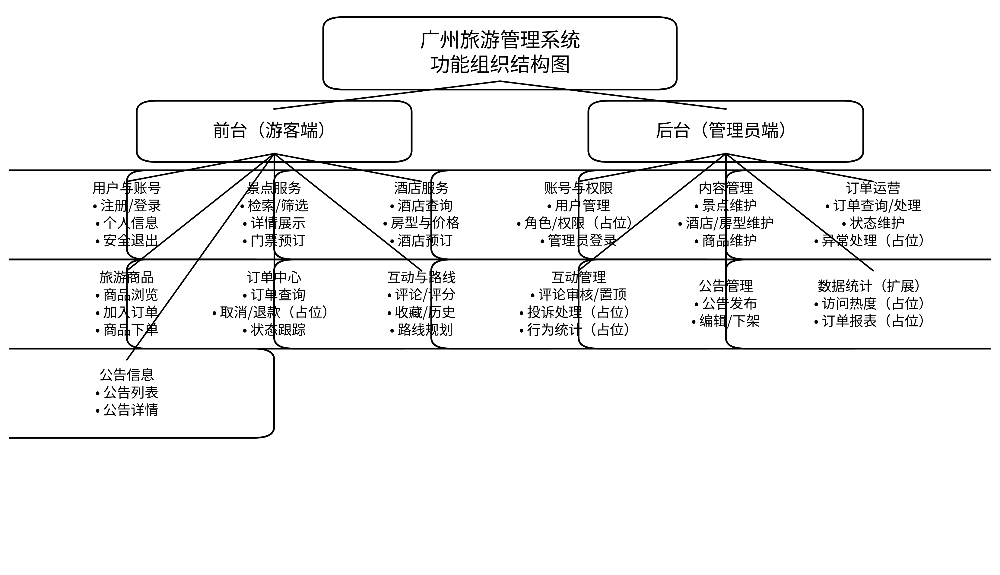 广州旅游管理系统
功能组织结构图
前台（游客端）
后台（管理员端）
用户与账号
• 注册/登录
• 个人信息
• 安全退出
景点服务
• 检索/筛选
• 详情展示
• 门票预订
酒店服务
• 酒店查询
• 房型与价格
• 酒店预订
账号与权限
• 用户管理
• 角色/权限（占位）
• 管理员登录
内容管理
• 景点维护
• 酒店/房型维护
• 商品维护
订单运营
• 订单查询/处理
• 状态维护
• 异常处理（占位）
旅游商品
• 商品浏览
• 加入订单
• 商品下单
订单中心
• 订单查询
• 取消/退款（占位）
• 状态跟踪
互动与路线
• 评论/评分
• 收藏/历史
• 路线规划
互动管理
• 评论审核/置顶
• 投诉处理（占位）
• 行为统计（占位）
公告管理
• 公告发布
• 编辑/下架
数据统计（扩展）
• 访问热度（占位）
• 订单报表（占位）
公告信息
• 公告列表
• 公告详情